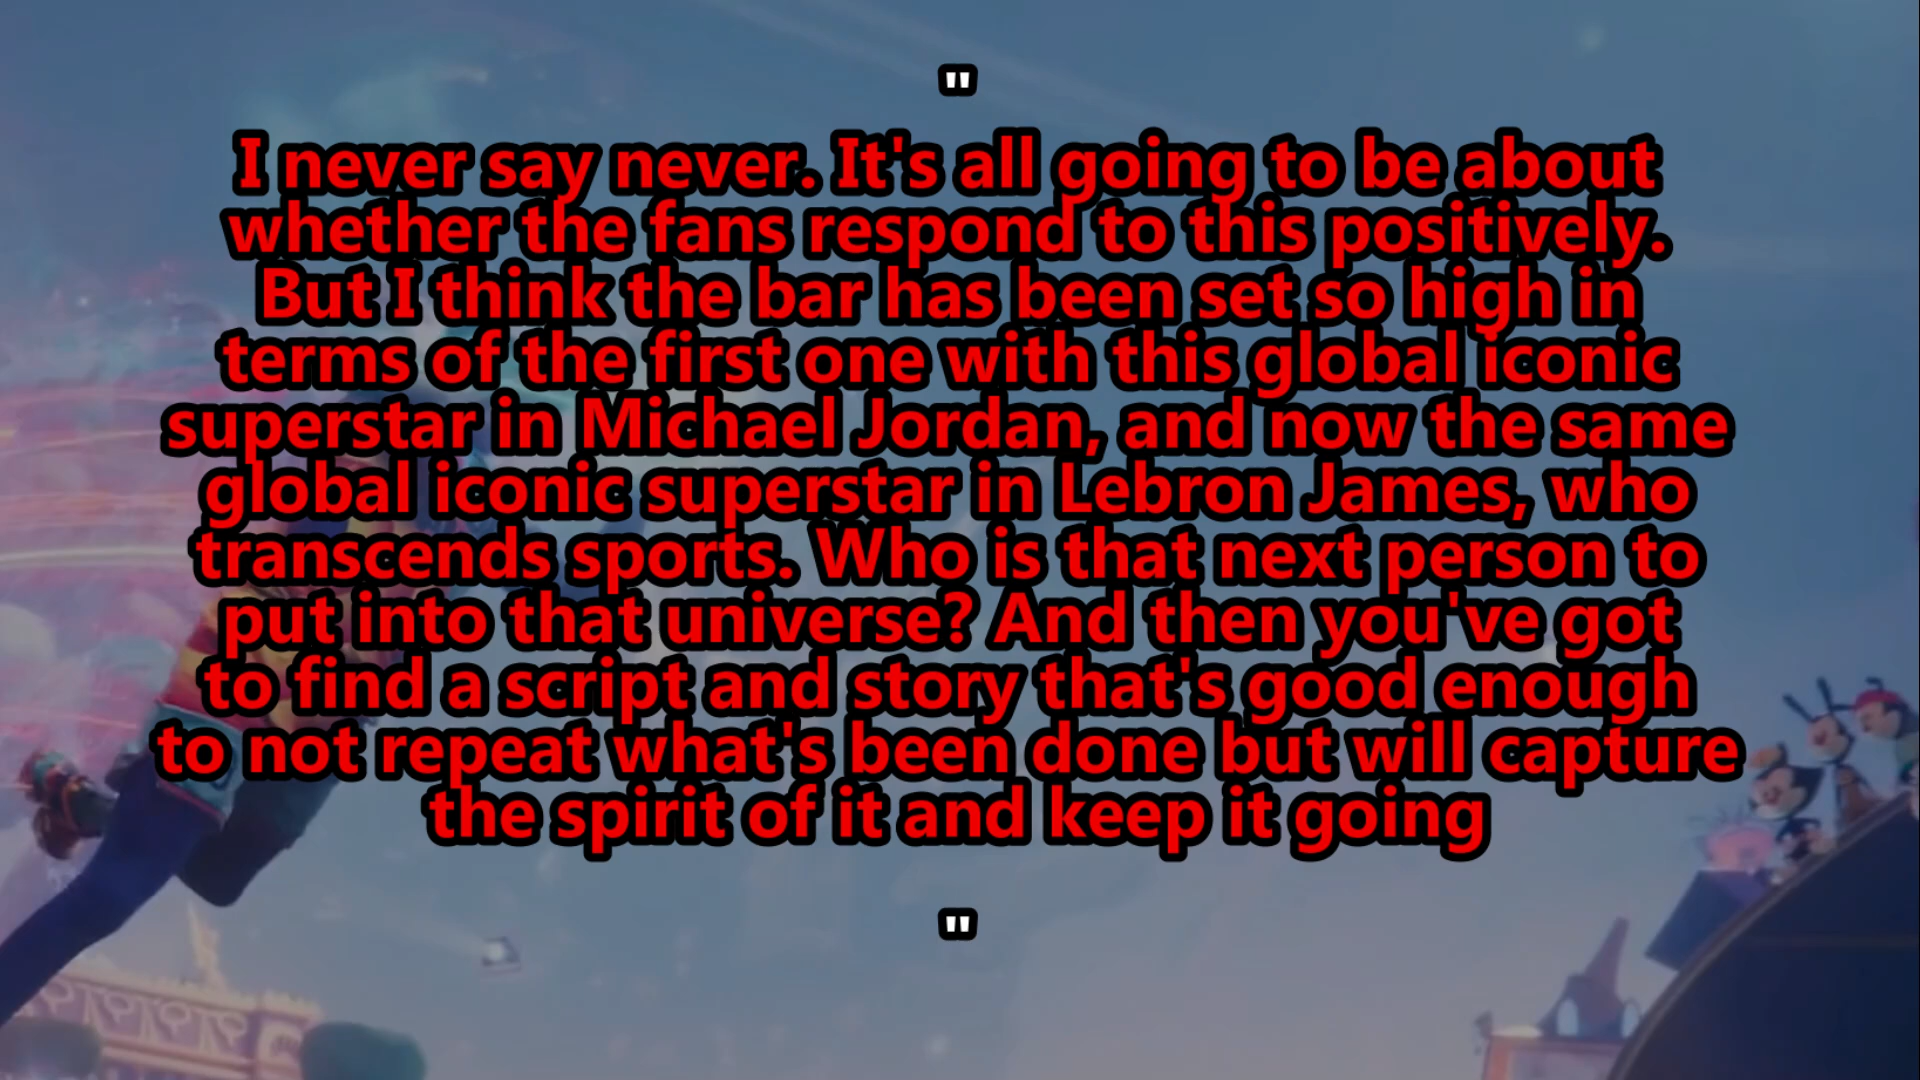 "
I never say never. It's all going to be about
whether the fans respond to this positively.
But I think the bar has been set so high in
terms of the first one with this global iconic
superstar in Michael Jordan, and now the same
global iconic superstar in Lebron James, who
transcends sports. Who is that next person to
put into that universe? And then you've got
to find a script and story that's good enough
to not repeat what's been done but will capture
the spirit of it and keep it going
"